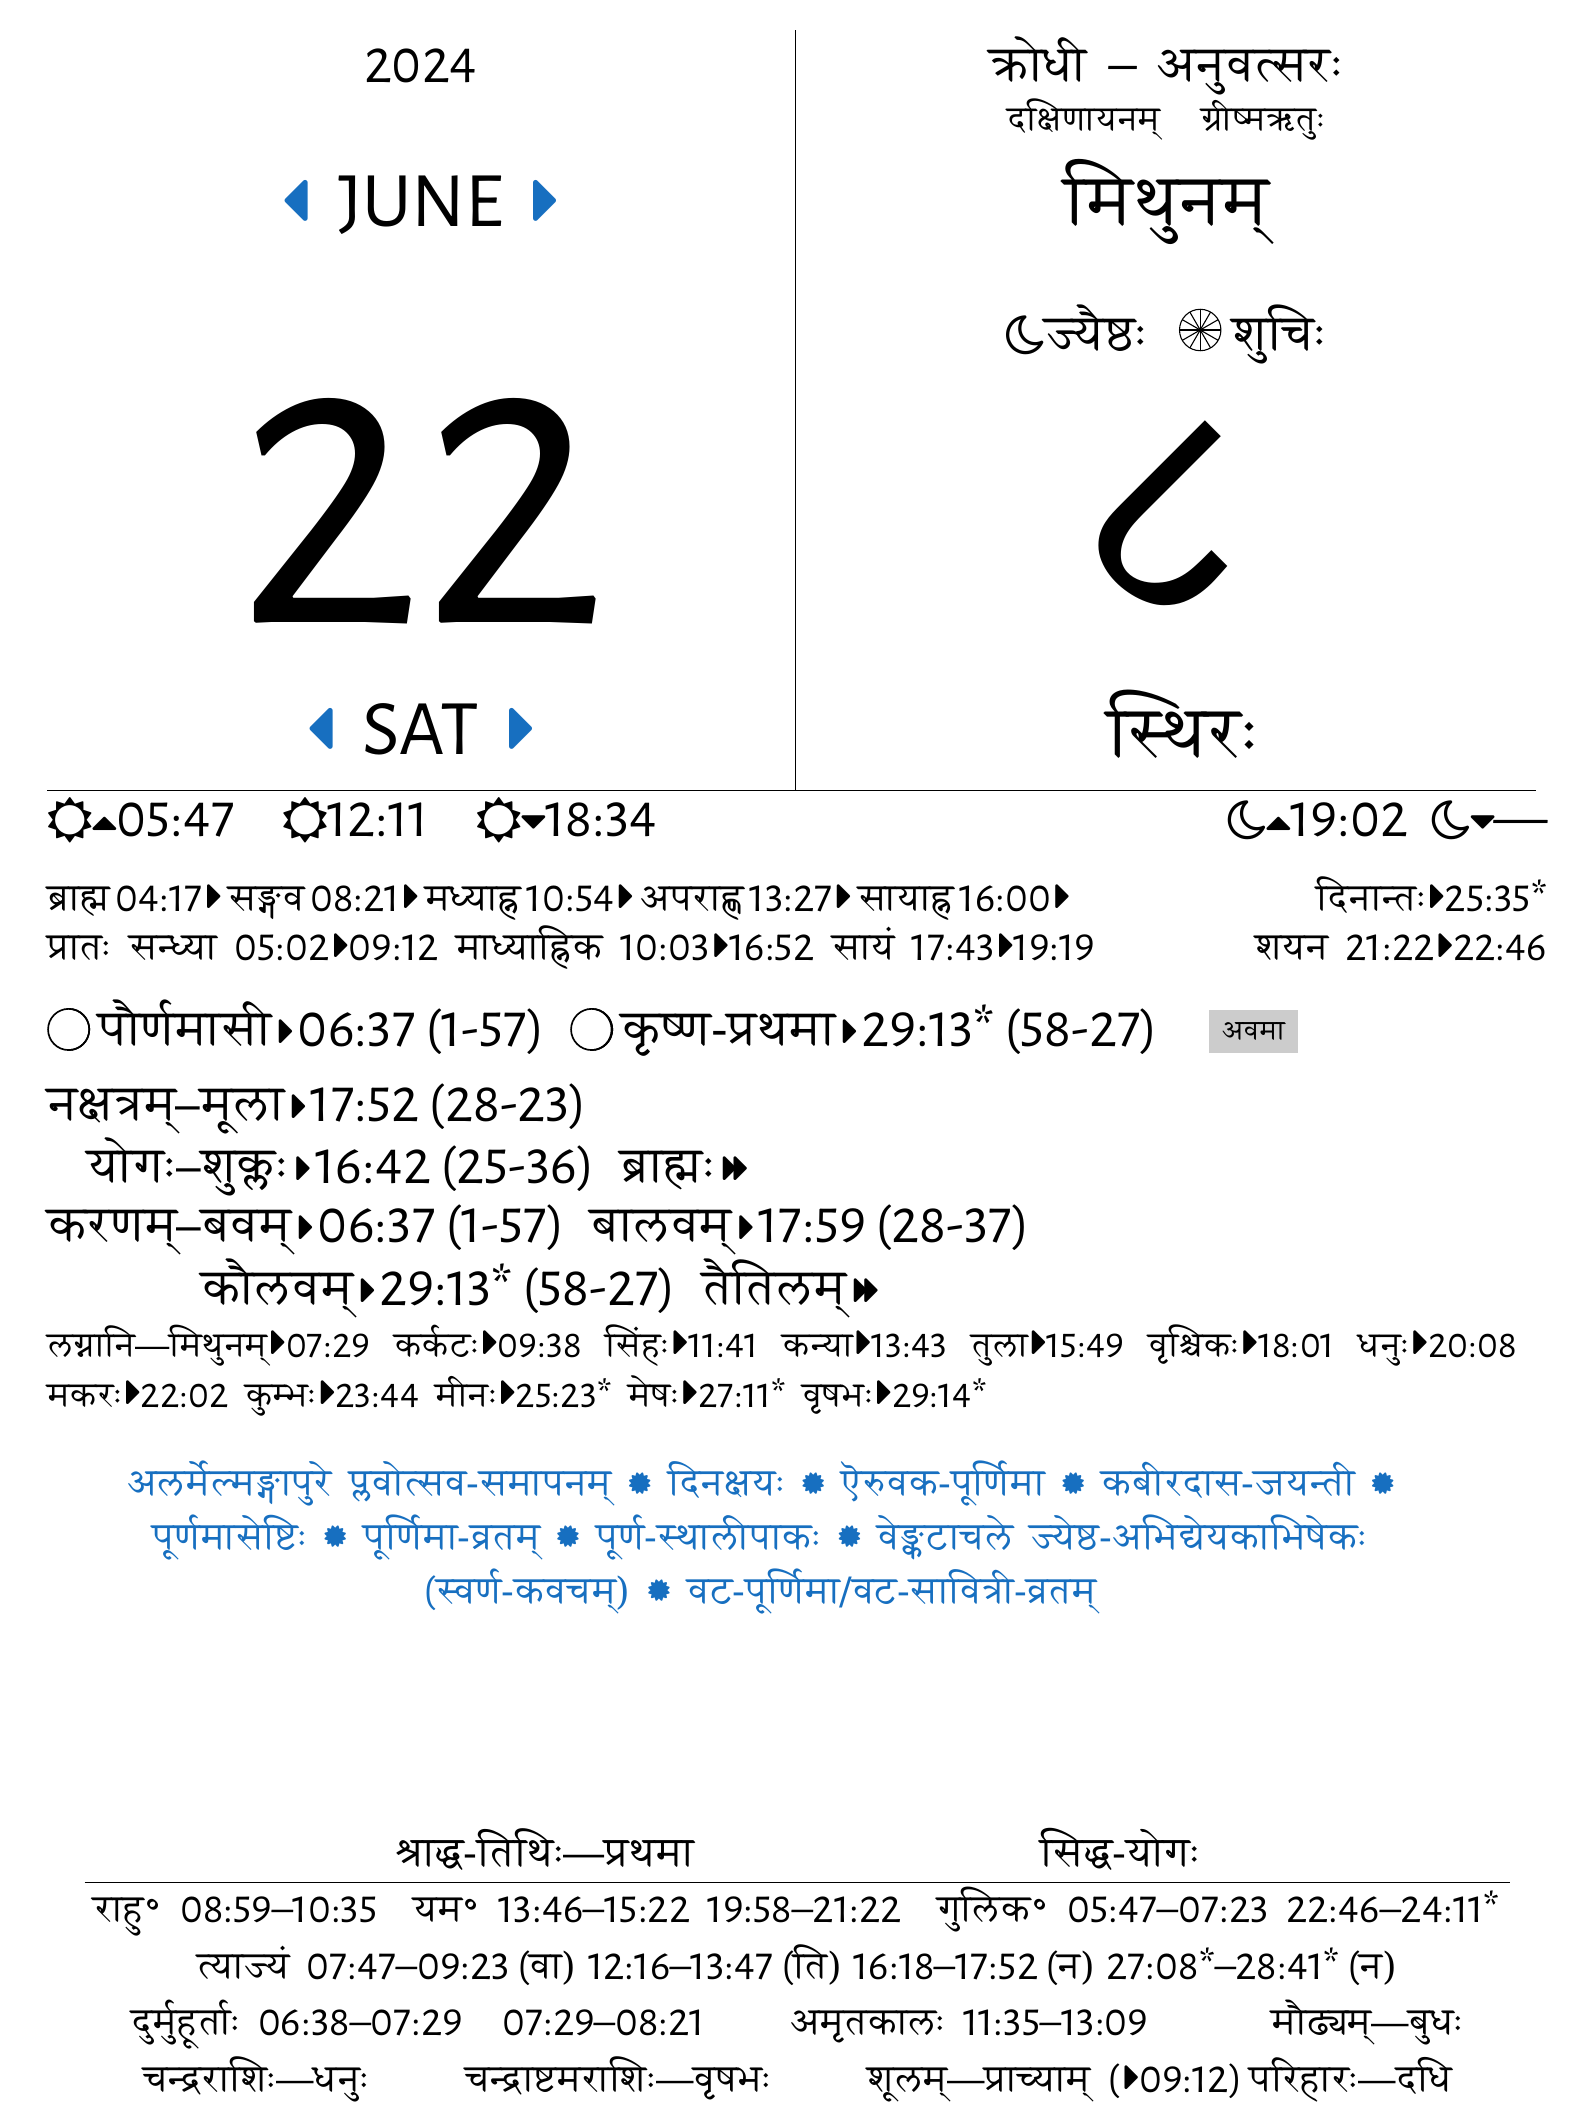 2024
JUNE
22
SAT
क्रोधी – अनुवत्सरः
दक्षिणायनम् ग्रीष्मऋतुः
मिथुनम्
ज्यैष्ठः शुचिः
८
स्थिरः
05:47 12:11 18:34 19:02 —
ब्राह्म 04:17 सङ्गव 08:21 मध्याह्न 10:54 अपराह्ण 13:27 सायाह्न 16:00 दिनान्तः 25:35*
प्रातः सन्ध्या 05:02 09:12 माध्याह्निक 10:03 16:52 सायं 17:43 19:19 शयन 21:22 22:46
पौर्णमासी 06:37 (1-57) कृष्ण-प्रथमा 29:13* (58-27) अवमा
नक्षत्रम्–मूला 17:52 (28-23)
योगः–शुक्लः 16:42 (25-36) ब्राह्मः
करणम्–बवम् 06:37 (1-57) बालवम् 17:59 (28-37)
कौलवम् 29:13* (58-27) तैतिलम्
लग्नानि—मिथुनम् 07:29 कर्कटः 09:38 सिंहः 11:41 कन्या 13:43 तुला 15:49 वृश्चिकः 18:01 धनुः 20:08
मकरः 22:02 कुम्भः 23:44 मीनः 25:23* मेषः 27:11* वृषभः 29:14*
अलर्मेल्मङ्गापुरे प्लवोत्सव-समापनम् ✹ दिनक्षयः ✹ ऎरुवक-पूर्णिमा ✹ कबीरदास-जयन्ती ✹
पूर्णमासेष्टिः ✹ पूर्णिमा-व्रतम् ✹ पूर्ण-स्थालीपाकः ✹ वेङ्कटाचले ज्येष्ठ-अभिद्येयकाभिषेकः
(स्वर्ण-कवचम्) ✹ वट-पूर्णिमा/वट-सावित्री-व्रतम्
श्राद्ध-तिथिः—प्रथमा सिद्ध-योगः
राहु॰ 08:59–10:35 यम॰ 13:46–15:22 19:58–21:22 गुलिक॰ 05:47–07:23 22:46–24:11*
त्याज्यं 07:47–09:23 (वा) 12:16–13:47 (ति) 16:18–17:52 (न) 27:08*–28:41* (न)
दुर्मुहूर्ताः 06:38–07:29 07:29–08:21 अमृतकालः 11:35–13:09 मौढ्यम्—बुधः
चन्द्रराशिः—धनुः चन्द्राष्टमराशिः—वृषभः शूलम्—प्राच्याम् (09:12) परिहारः—दधि